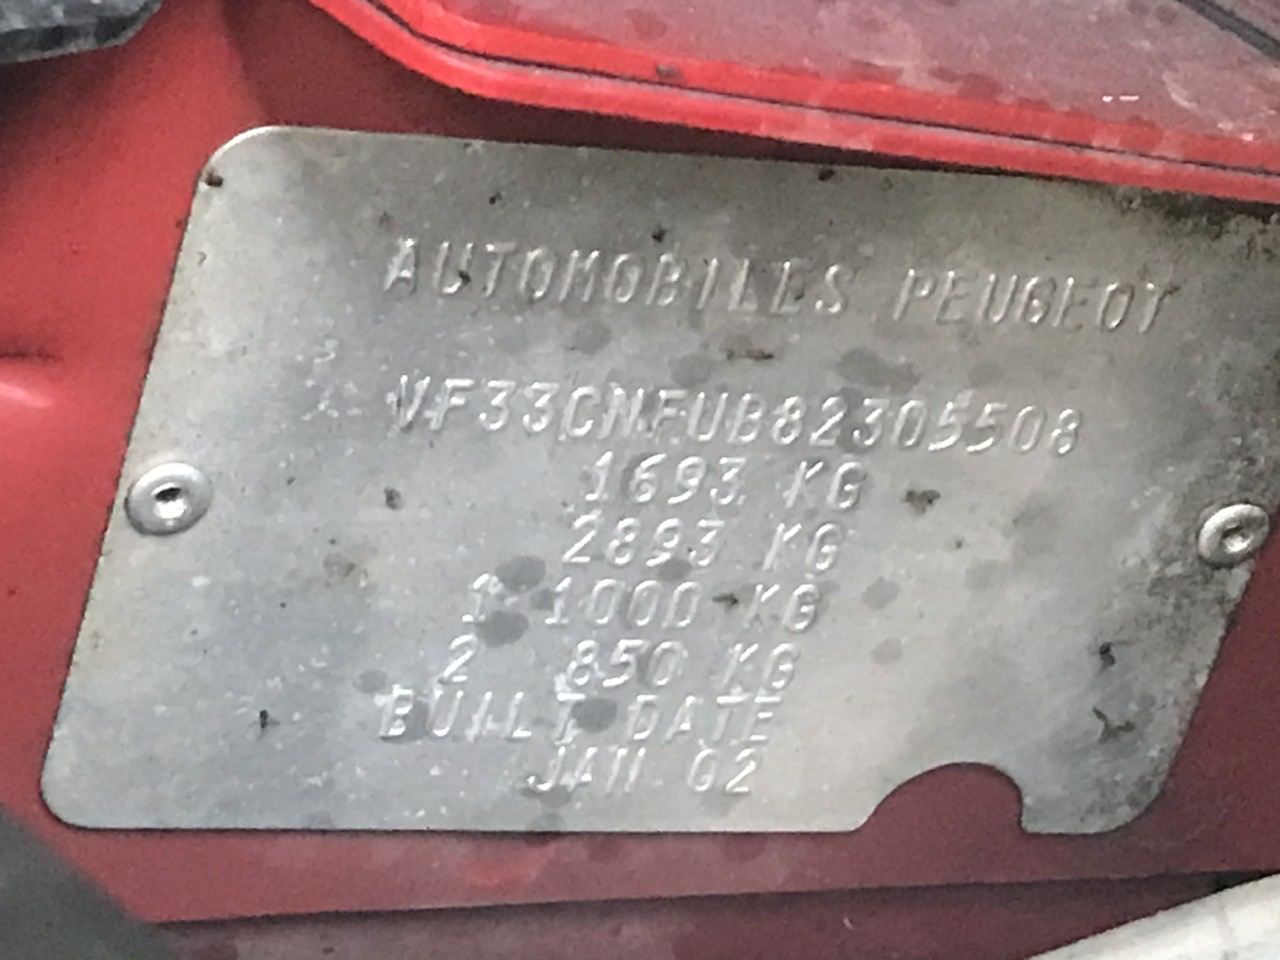 AUTOMOBILES PEUGEOT
VF33CNFUB82305508
1693 KG
2893 KG
1 1000 KG
2 850 KG
BUILT DATE
JAN 02